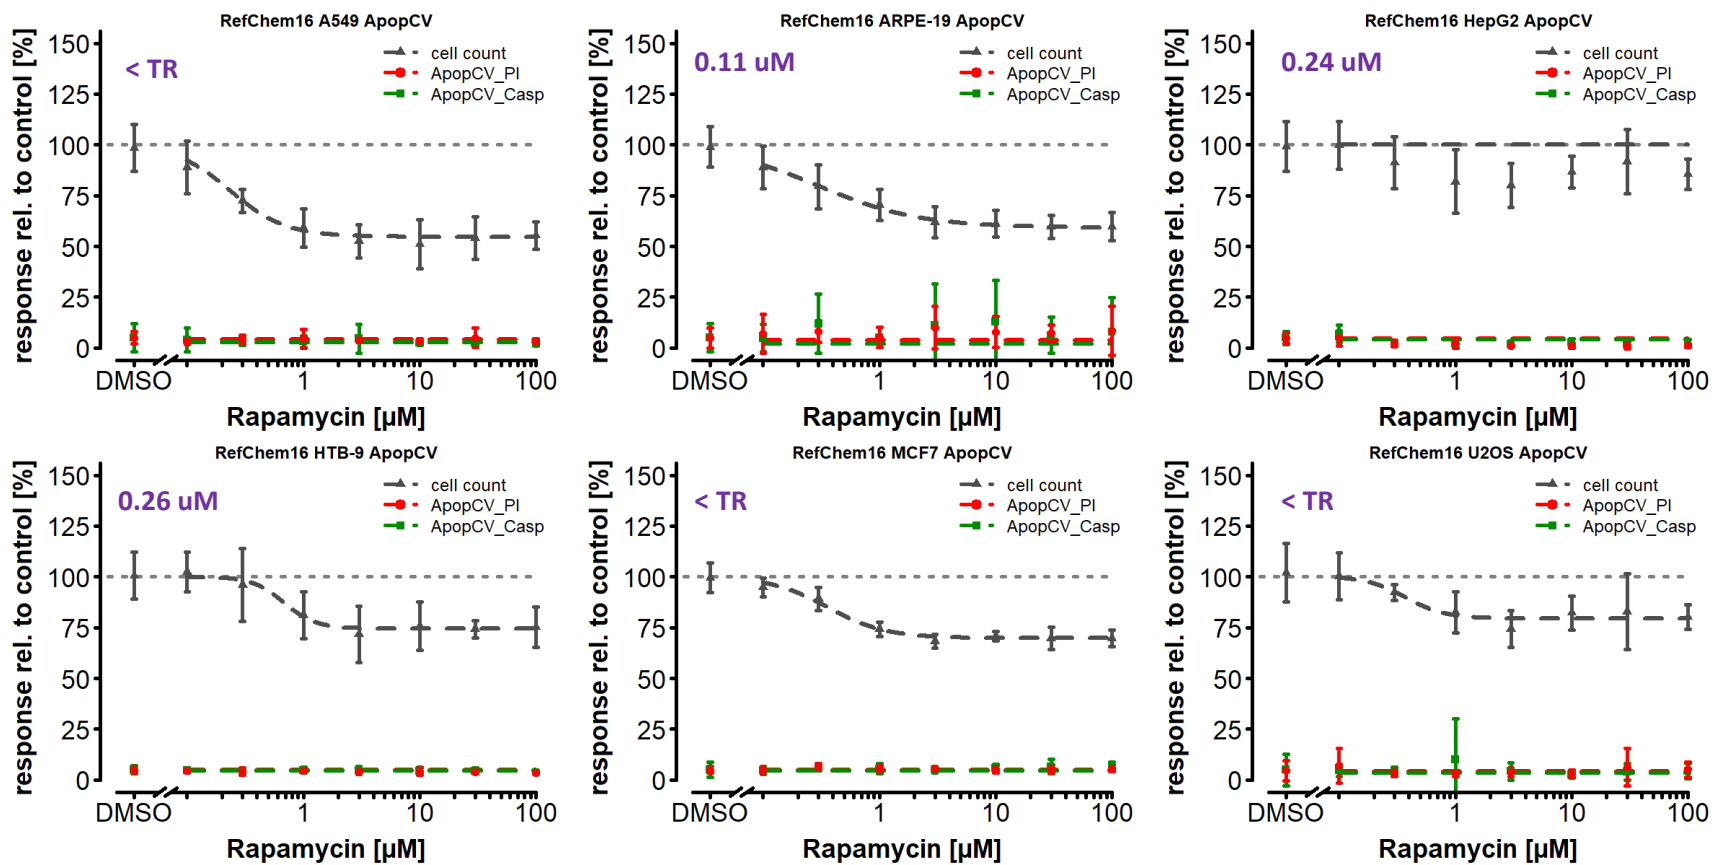 RefChem16 A549 ApopCV
response rel. to control [%]
150
125
100
75
50
25
0
< TR
cell count
ApopCV_PI
ApopCV_Casp
DMSO 1 10 100
Rapamycin [µM]
RefChem16 ARPE-19 ApopCV
response rel. to control [%]
150
125
100
75
50
25
0
0.11 uM
cell count
ApopCV_PI
ApopCV_Casp
DMSO 1 10 100
Rapamycin [µM]
RefChem16 HepG2 ApopCV
response rel. to control [%]
150
125
100
75
50
25
0
0.24 uM
cell count
ApopCV_PI
ApopCV_Casp
DMSO 1 10 100
Rapamycin [µM]
RefChem16 HTB-9 ApopCV
response rel. to control [%]
150
125
100
75
50
25
0
0.26 uM
cell count
ApopCV_PI
ApopCV_Casp
DMSO 1 10 100
Rapamycin [µM]
RefChem16 MCF7 ApopCV
response rel. to control [%]
150
125
100
75
50
25
0
< TR
cell count
ApopCV_PI
ApopCV_Casp
DMSO 1 10 100
Rapamycin [µM]
RefChem16 U2OS ApopCV
response rel. to control [%]
150
125
100
75
50
25
0
< TR
cell count
ApopCV_PI
ApopCV_Casp
DMSO 1 10 100
Rapamycin [µM]